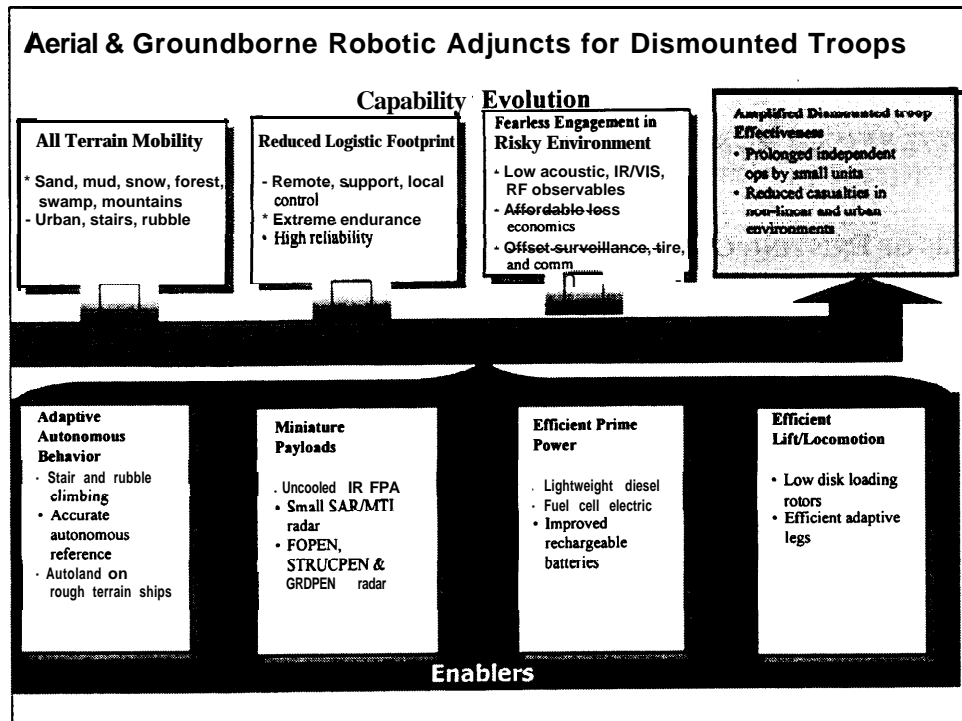 Aerial & Groundborne Robotic Adjuncts for Dismounted Troops
Capability Evolution
All Terrain Mobility
* Sand, mud, snow, forest,
swamp, mountains
- Urban, stairs, rubble
Reduced Logistic Footprint
- Remote, support, local
control
* Extreme endurance
• High reliability
Fearless Engagement in
Risky Environment
- Low acoustic, IR/VIS,
RF observables
- Affordable loss
economics
- Offset surveillance, tire,
and comm
Amplified Dismounted troop
Effectiveness
• Prolonged independent
ops by small units
• Reduced casualties in
non-linear and urban
environments
Adaptive
Autonomous
Behavior
· Stair and rubble
climbing
• Accurate
autonomous
reference
· Autoland on
rough terrain ships
Miniature
Payloads
. Uncooled IR FPA
• Small SAR/MTI
radar
• FOPEN,
STRUCPEN &
GRDPEN radar
Efficient Prime
Power
. Lightweight diesel
· Fuel cell electric
• Improved
rechargeable
batteries
Efficient
Lift/Locomotion
• Low disk loading
rotors
• Efficient adaptive
legs
Enablers